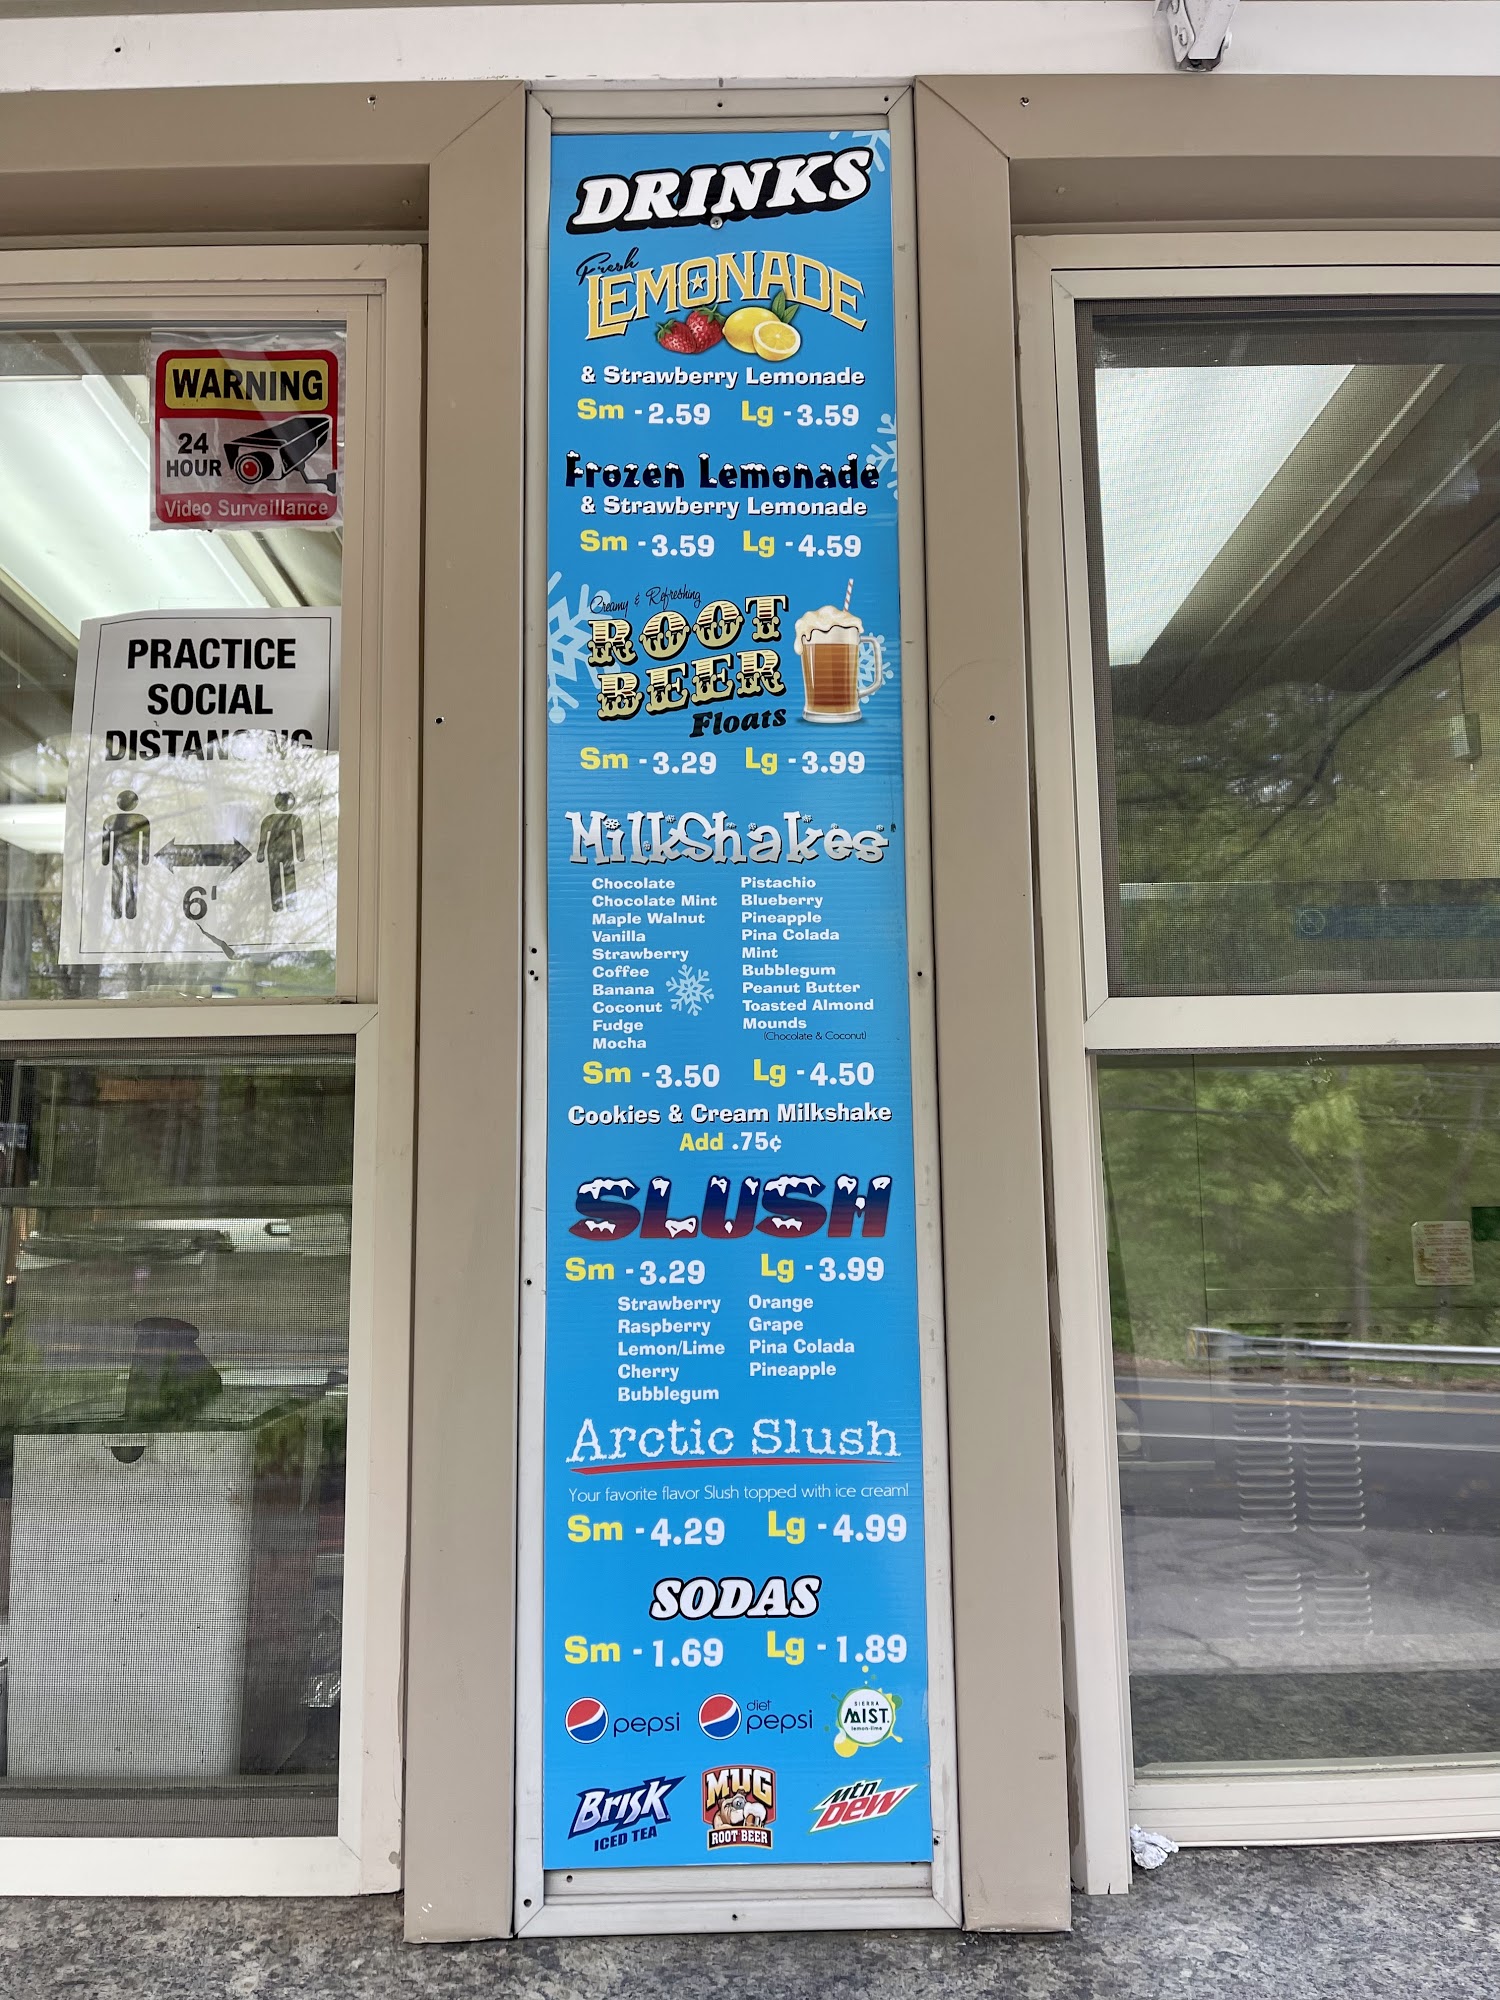 DRINKS
Fresh
LEMONADE
& Strawberry Lemonade
Sm - 2.59 Lg - 3.59
Frozen Lemonade
& Strawberry Lemonade
Sm - 3.59 Lg - 4.59
Creamy & Refreshing
ROOT
BEER
Floats
Sm - 3.29 Lg - 3.99
MilkShakes
Chocolate
Chocolate Mint
Maple Walnut
Vanilla
Strawberry
Coffee
Banana
Coconut
Fudge
Mocha
Pistachio
Blueberry
Pineapple
Pina Colada
Mint
Bubblegum
Peanut Butter
Toasted Almond
Mounds
(Chocolate & Coconut)
Sm - 3.50 Lg - 4.50
Cookies & Cream Milkshake
Add .75¢
SLUSH
Sm - 3.29 Lg - 3.99
Strawberry
Raspberry
Lemon/Lime
Cherry
Bubblegum
Orange
Grape
Pina Colada
Pineapple
Arctic Slush
Your favorite flavor Slush topped with ice cream!
Sm - 4.29 Lg - 4.99
SODAS
Sm - 1.69 Lg - 1.89
pepsi
diet
pepsi
SIERRA
MIST
lemon-lime
BRISK
ICED TEA
MUG
ROOT BEER
mtn
DEW
WARNING
24
HOUR
Video Surveillance
PRACTICE
SOCIAL
DISTANCING
6'